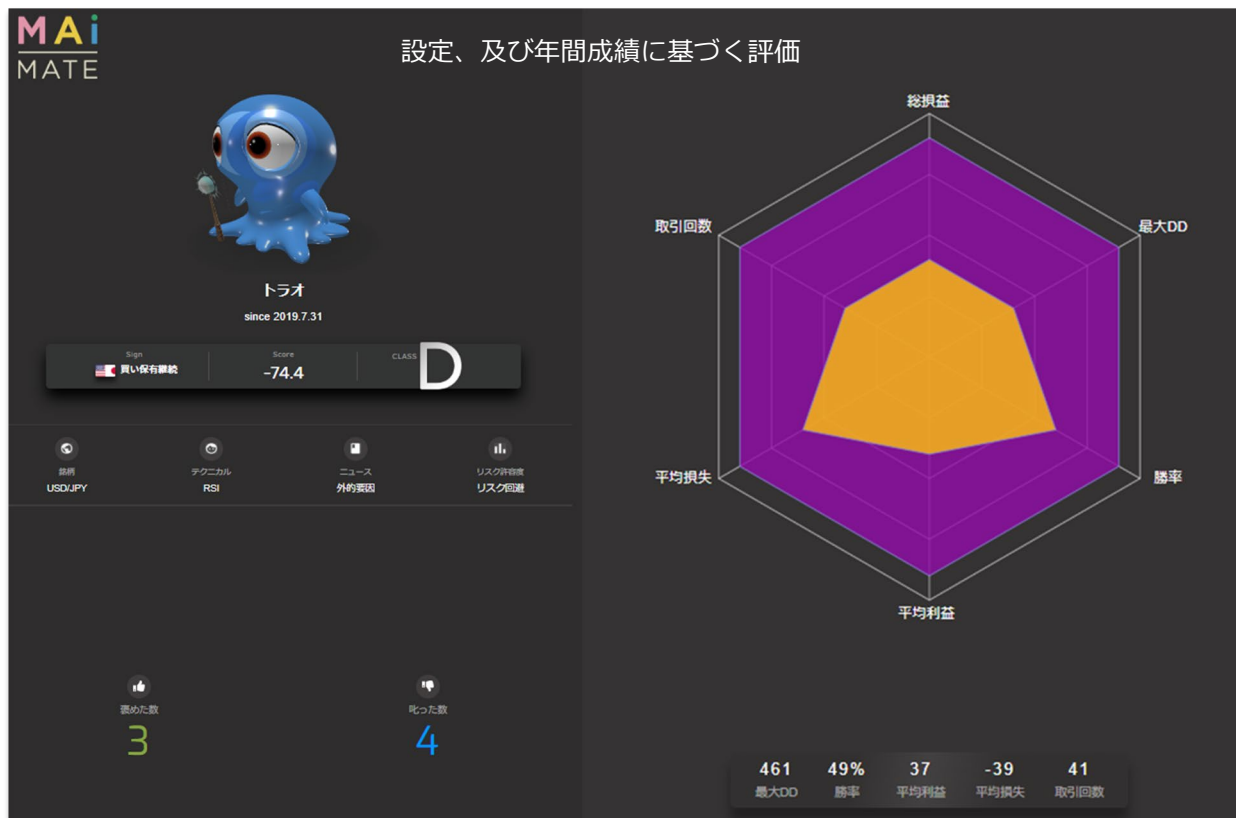 MAi
MATE
設定、及び年間成績に基づく評価
トラオ
since 2019.7.31
Sign
買い保有継続
Score
-74.4
CLASS
D
銘柄
USD/JPY
テクニカル
RSI
ニュース
外的要因
リスク許容度
リスク回避
褒めた数
3
叱った数
4
総損益
最大DD
勝率
平均利益
平均損失
取引回数
461 49% 37 -39 41
最大DD 勝率 平均利益 平均損失 取引回数